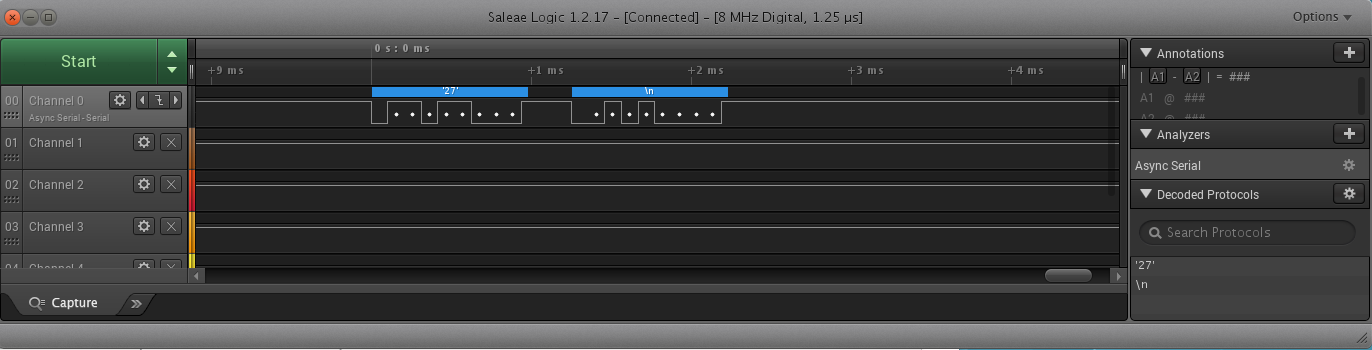 Saleae Logic 1.2.17 – [Connected] – [8 MHz Digital, 1.25 µs]
Options
Start
0 s : 0 ms
+9 ms
+1 ms
+2 ms
+3 ms
+4 ms
00 Channel 0
Async Serial - Serial
'27'
\n
01 Channel 1
02 Channel 2
03 Channel 3
04 Channel 4
Capture
Annotations
| A1 - A2 | = ###
A1 @ ###
A2 @ ###
Analyzers
Async Serial
Decoded Protocols
Search Protocols
'27'
\n